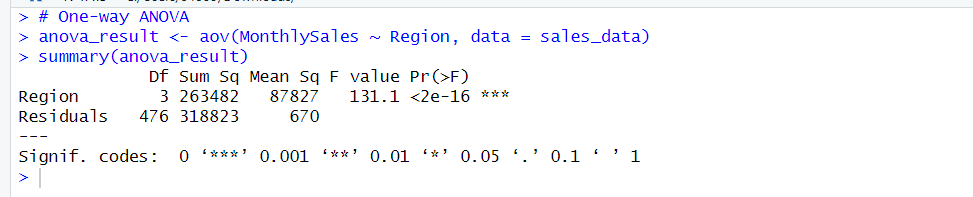 > # One-way ANOVA
> anova_result <- aov(MonthlySales ~ Region, data = sales_data)
> summary(anova_result)
             Df Sum Sq Mean Sq F value Pr(>F)
Region        3 263482   87827   131.1 <2e-16 ***
Residuals   476 318823     670
---
Signif. codes:  0 ‘***’ 0.001 ‘**’ 0.01 ‘*’ 0.05 ‘.’ 0.1 ‘ ’ 1
>